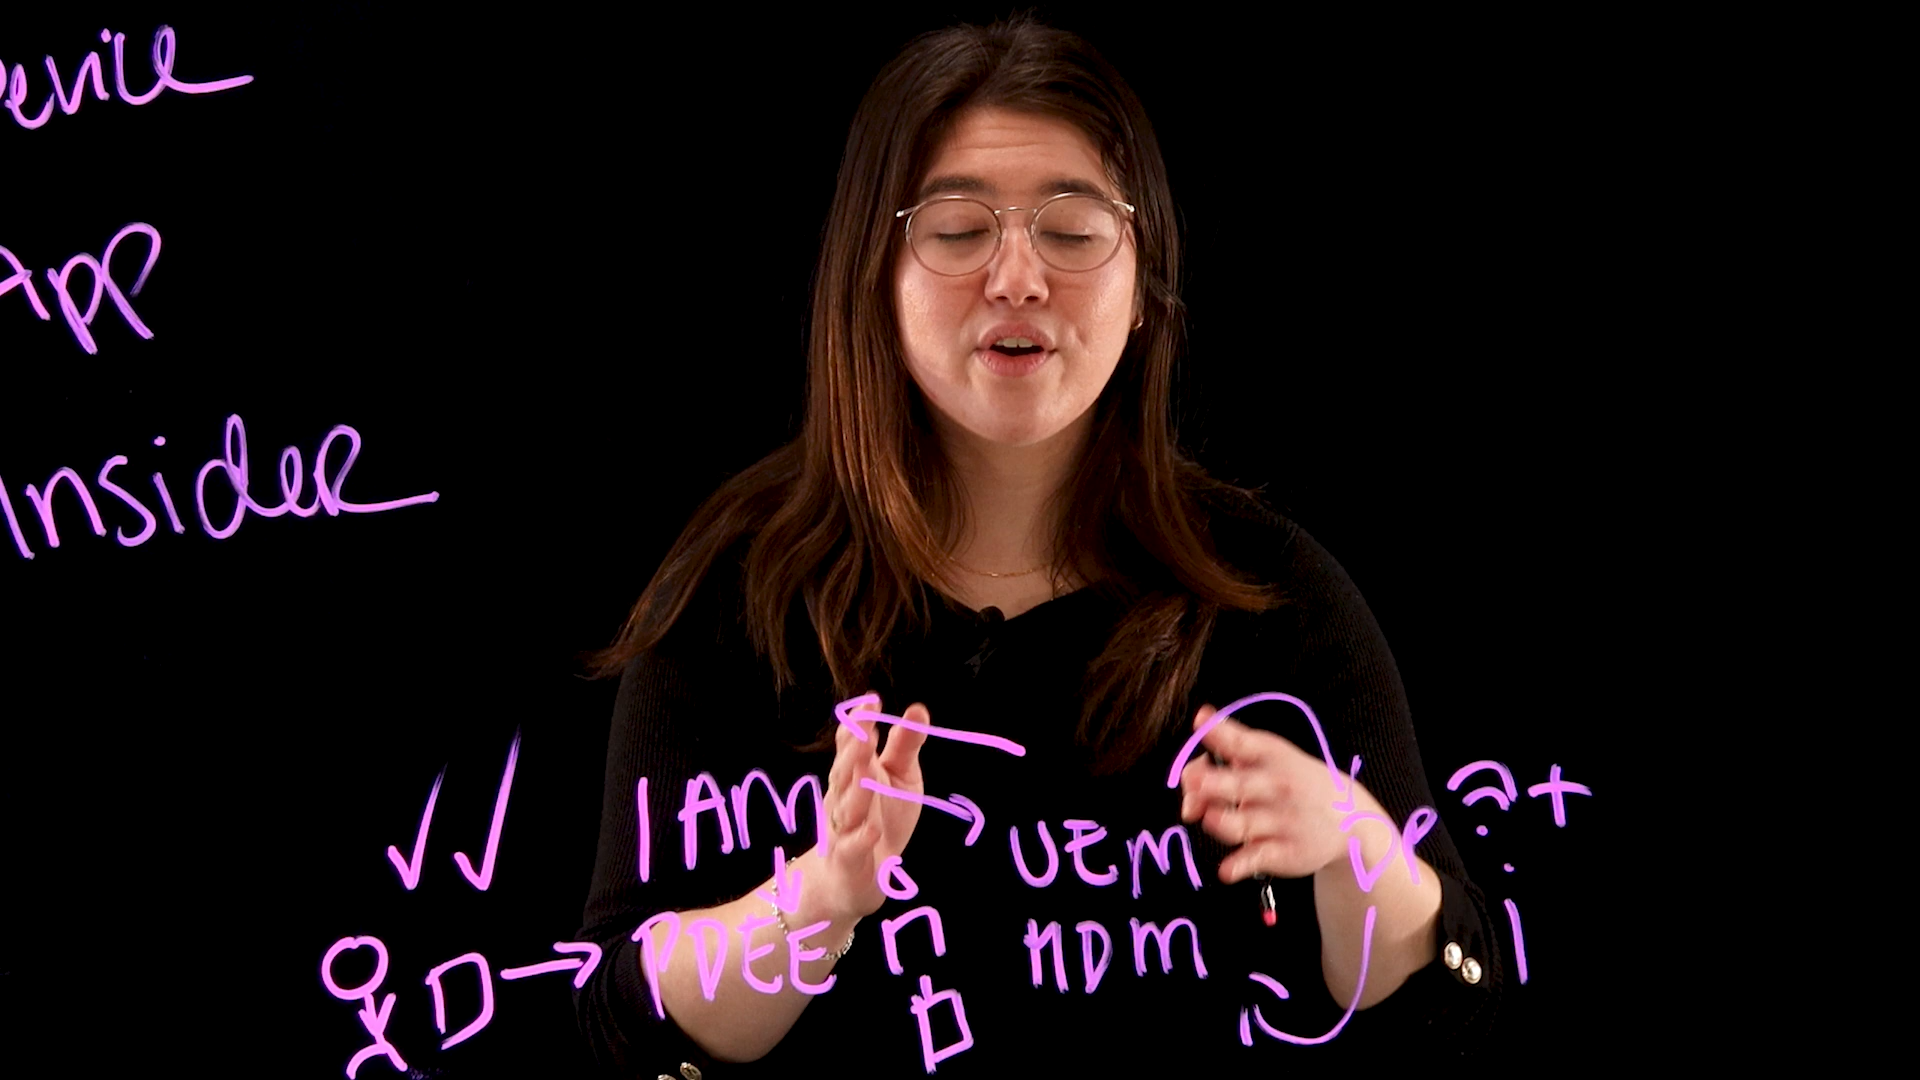 evice
App
Insider
IAM UEM DP
PDEE MDM